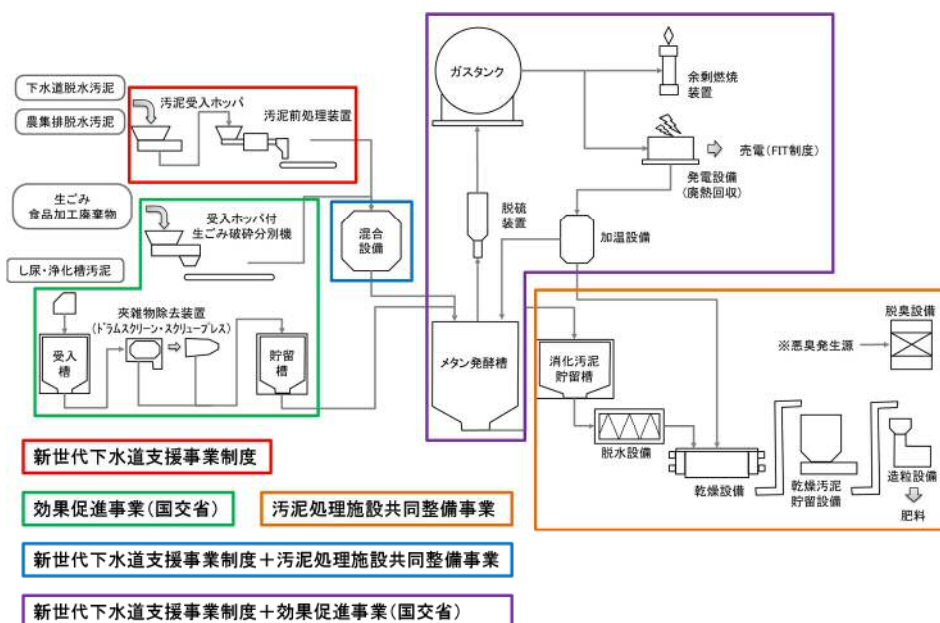 下水道脱水汚泥
農集排脱水汚泥
汚泥受入ホッパ
汚泥前処理装置
生ごみ
食品加工廃棄物
受入ホッパ付
生ごみ破砕分別機
し尿・浄化槽汚泥
夾雑物除去装置
(ドラムスクリーン・スクリュープレス)
受入
槽
貯留
槽
混合
設備
ガスタンク
余剰燃焼
装置
売電(FIT制度)
発電設備
(廃熱回収)
脱硫
装置
加温設備
メタン発酵槽
消化汚泥
貯留槽
脱臭設備
※悪臭発生源
脱水設備
乾燥設備
乾燥汚泥
貯留設備
造粒設備
肥料
新世代下水道支援事業制度
効果促進事業(国交省)
汚泥処理施設共同整備事業
新世代下水道支援事業制度+汚泥処理施設共同整備事業
新世代下水道支援事業制度+効果促進事業(国交省)